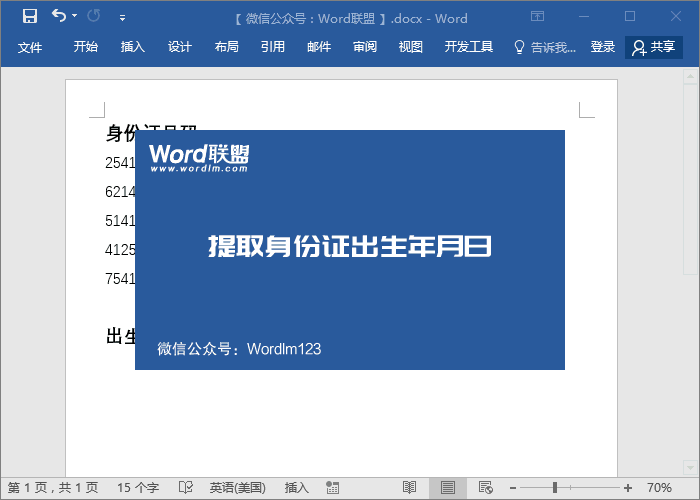 【 微信公众号：Word联盟 】.docx - Word
文件 开始 插入 设计 布局 引用 邮件 审阅 视图 开发工具 告诉我... 登录 共享
身份证号码
2541
Word联盟
www.wordlm.com
6214
5141
提取身份证出生年月日
4125
7541
出生
微信公众号：Wordlm123
第 1 页，共 1 页 15 个字 英语(美国) 插入 70%